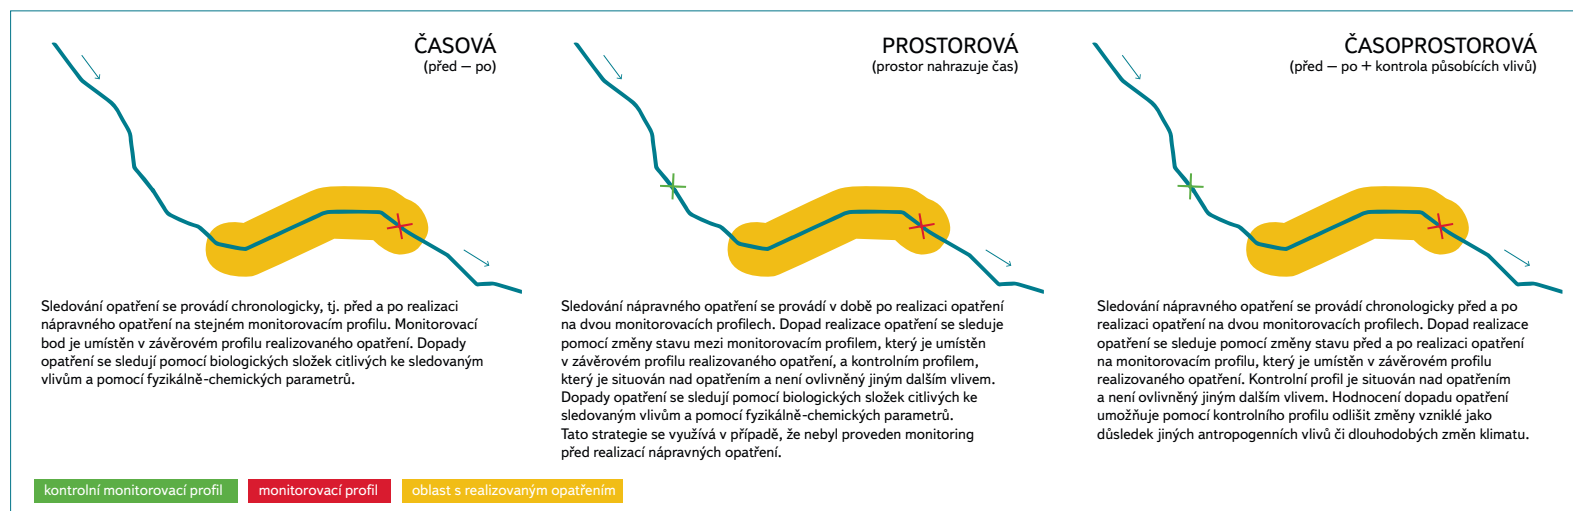 ČASOVÁ
(před – po)
Sledování opatření se provádí chronologicky, tj. před a po realizaci
nápravného opatření na stejném monitorovacím profilu. Monitorovací
bod je umístěn v závěrovém profilu realizovaného opatření. Dopady
opatření se sledují pomocí biologických složek citlivých ke sledovaným
vlivům a pomocí fyzikálně-chemických parametrů.
PROSTOROVÁ
(prostor nahrazuje čas)
Sledování nápravného opatření se provádí v době po realizaci opatření
na dvou monitorovacích profilech. Dopad realizace opatření se sleduje
pomocí změny stavu mezi monitorovacím profilem, který je umístěn
v závěrovém profilu realizovaného opatření, a kontrolním profilem,
který je situován nad opatřením a není ovlivněný jiným dalším vlivem.
Dopady opatření se sledují pomocí biologických složek citlivých ke
sledovaným vlivům a pomocí fyzikálně-chemických parametrů.
Tato strategie se využívá v případě, že nebyl proveden monitoring
před realizací nápravných opatření.
ČASOPROSTOROVÁ
(před – po + kontrola působících vlivů)
Sledování nápravného opatření se provádí chronologicky před a po
realizaci opatření na dvou monitorovacích profilech. Dopad realizace
opatření se sleduje pomocí změny stavu před a po realizaci opatření
na monitorovacím profilu, který je umístěn v závěrovém profilu
realizovaného opatření. Kontrolní profil je situován nad opatřením
a není ovlivněný jiným dalším vlivem. Hodnocení dopadu opatření
umožňuje pomocí kontrolního profilu odlišit změny vzniklé jako
důsledek jiných antropogenních vlivů či dlouhodobých změn klimatu.
kontrolní monitorovací profil
monitorovací profil
oblast s realizovaným opatřením